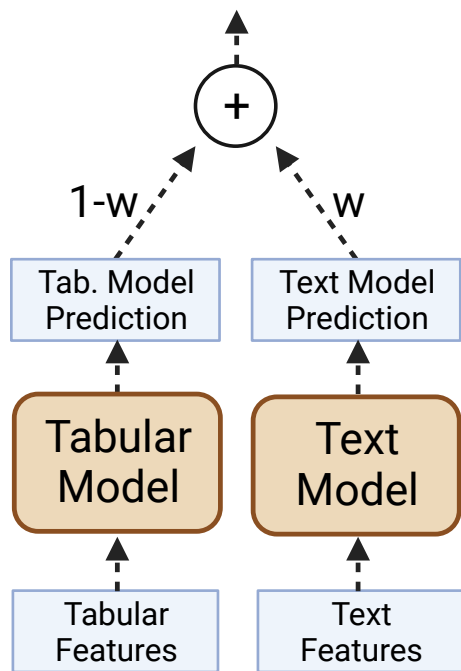 +
1-w
w
Tab. Model
Prediction
Text Model
Prediction
Tabular
Model
Text
Model
Tabular
Features
Text
Features